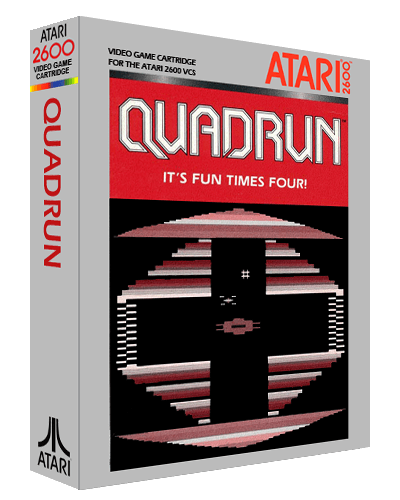 ATARI
2600
VIDEO GAME
CARTRIDGE
QUADRUN
ATARI
VIDEO GAME CARTRIDGE
FOR THE ATARI 2600 VCS
ATARI
2600
QUADRUN™
IT'S FUN TIMES FOUR!